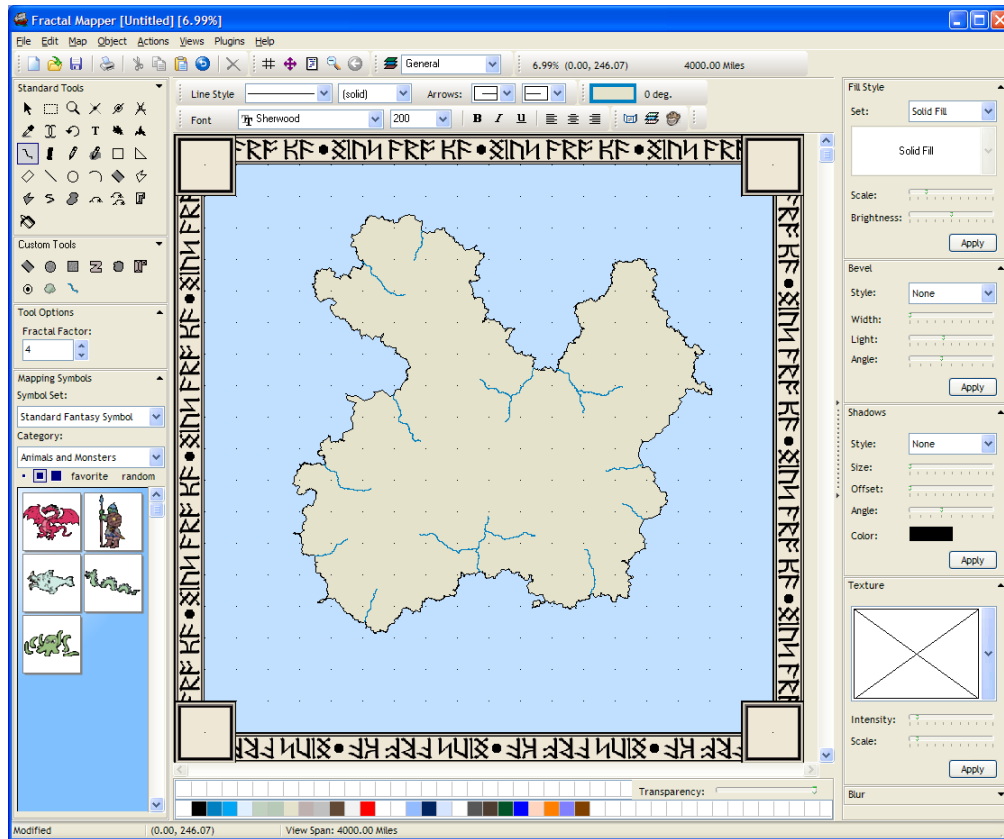 Fractal Mapper [Untitled] [6.99%]
File Edit Map Object Actions Views Plugins Help
General 6.99% (0.00, 246.07) 4000.00 Miles
Standard Tools
Line Style (solid) Arrows: 0 deg.
Font Tr Sherwood 200 B I U
Custom Tools
Tool Options
Fractal Factor:
4
Mapping Symbols
Symbol Set:
Standard Fantasy Symbol
Category:
Animals and Monsters
favorite random
Fill Style
Set: Solid Fill
Solid Fill
Scale:
Brightness:
Apply
Bevel
Style: None
Width:
Light:
Angle:
Apply
Shadows
Style: None
Size:
Offset:
Angle:
Color:
Apply
Texture
Intensity:
Scale:
Apply
Blur
Transparency:
Modified (0.00, 246.07) View Span: 4000.00 Miles